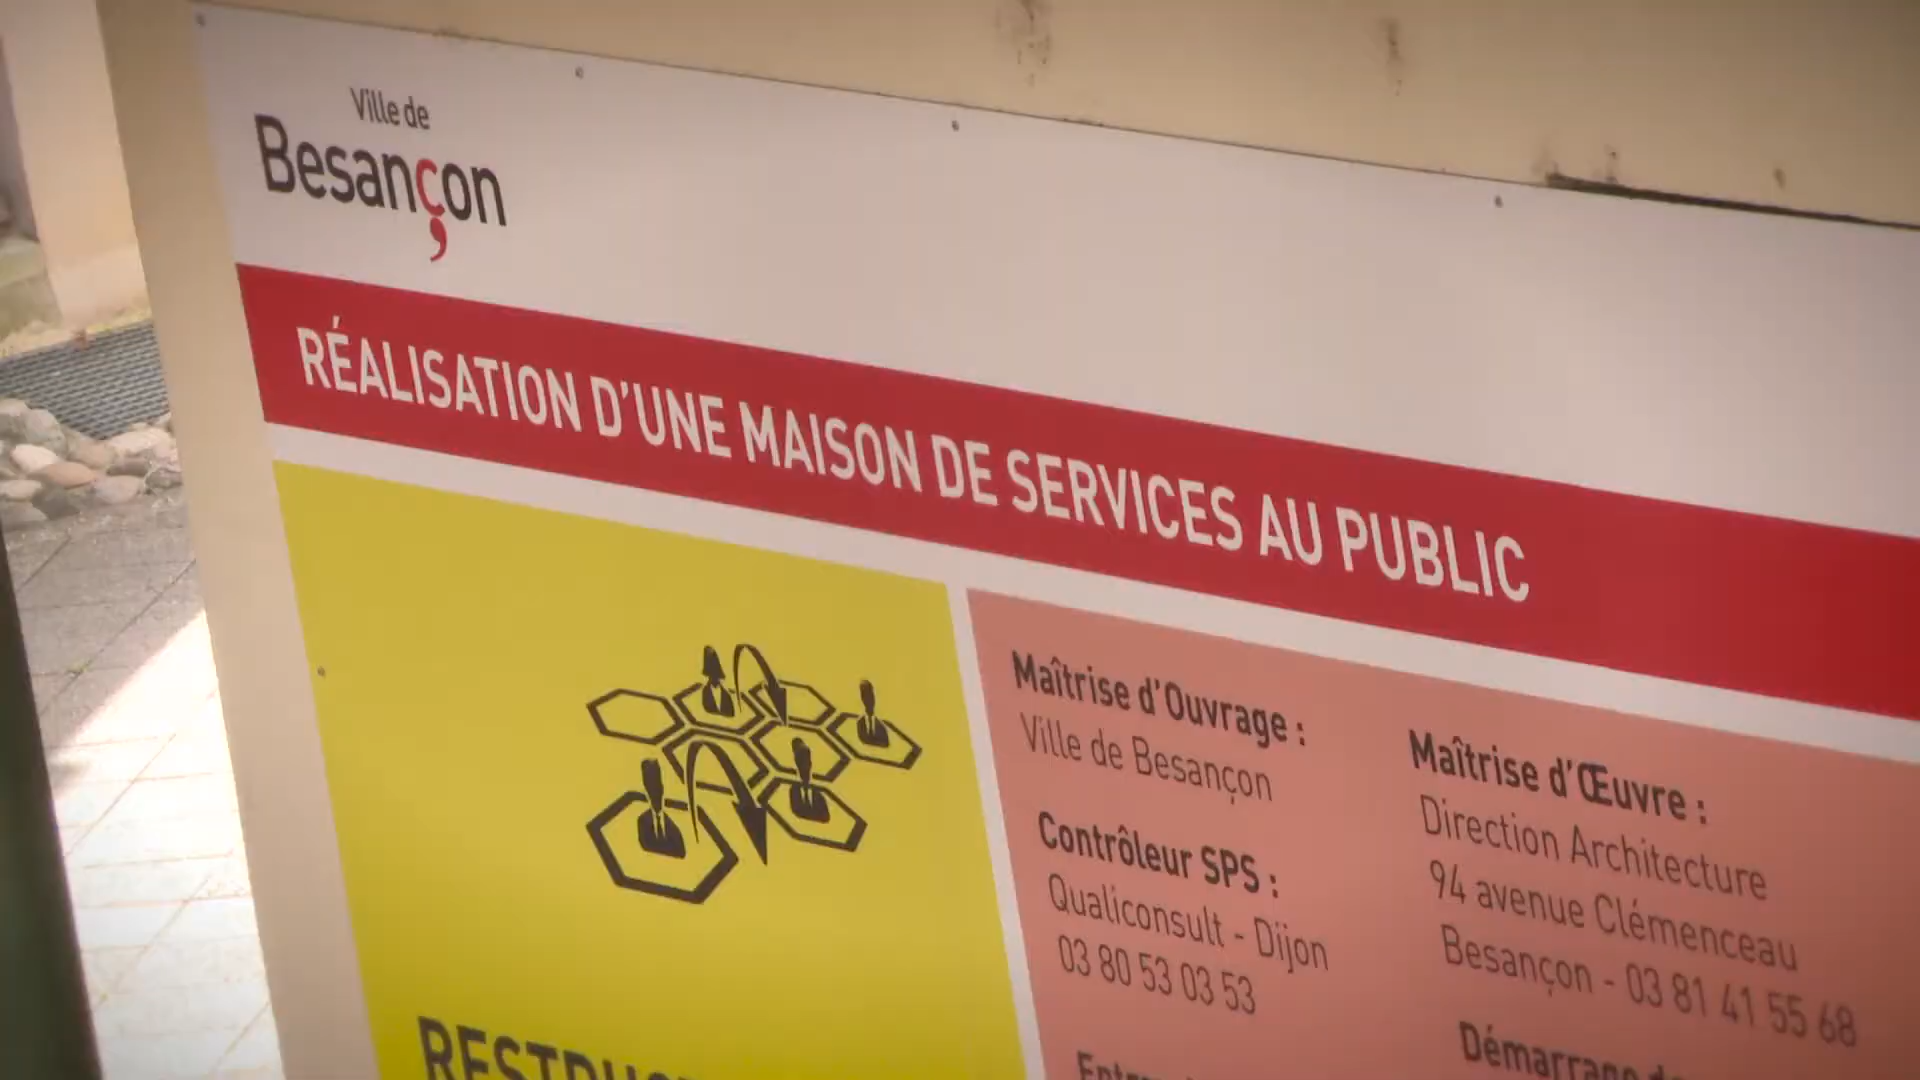 Ville de
Besançon
RÉALISATION D'UNE MAISON DE SERVICES AU PUBLIC
Maîtrise d'Ouvrage :
Ville de Besançon
Contrôleur SPS :
Qualiconsult - Dijon
03 80 53 03 53
Maîtrise d'Œuvre :
Direction Architecture
94 avenue Clémenceau
Besançon - 03 81 41 55 68
Démarrage